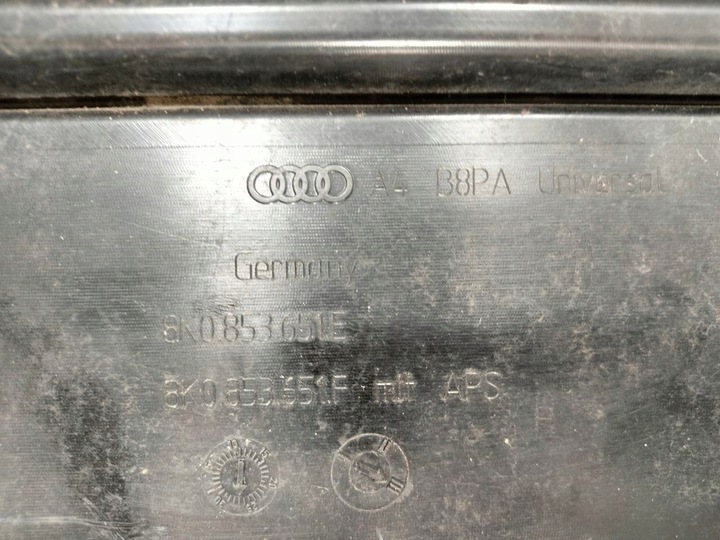 A4 B8PA Universal
Germany
8K0.853.651.E
8K0.853.651.F mit APS